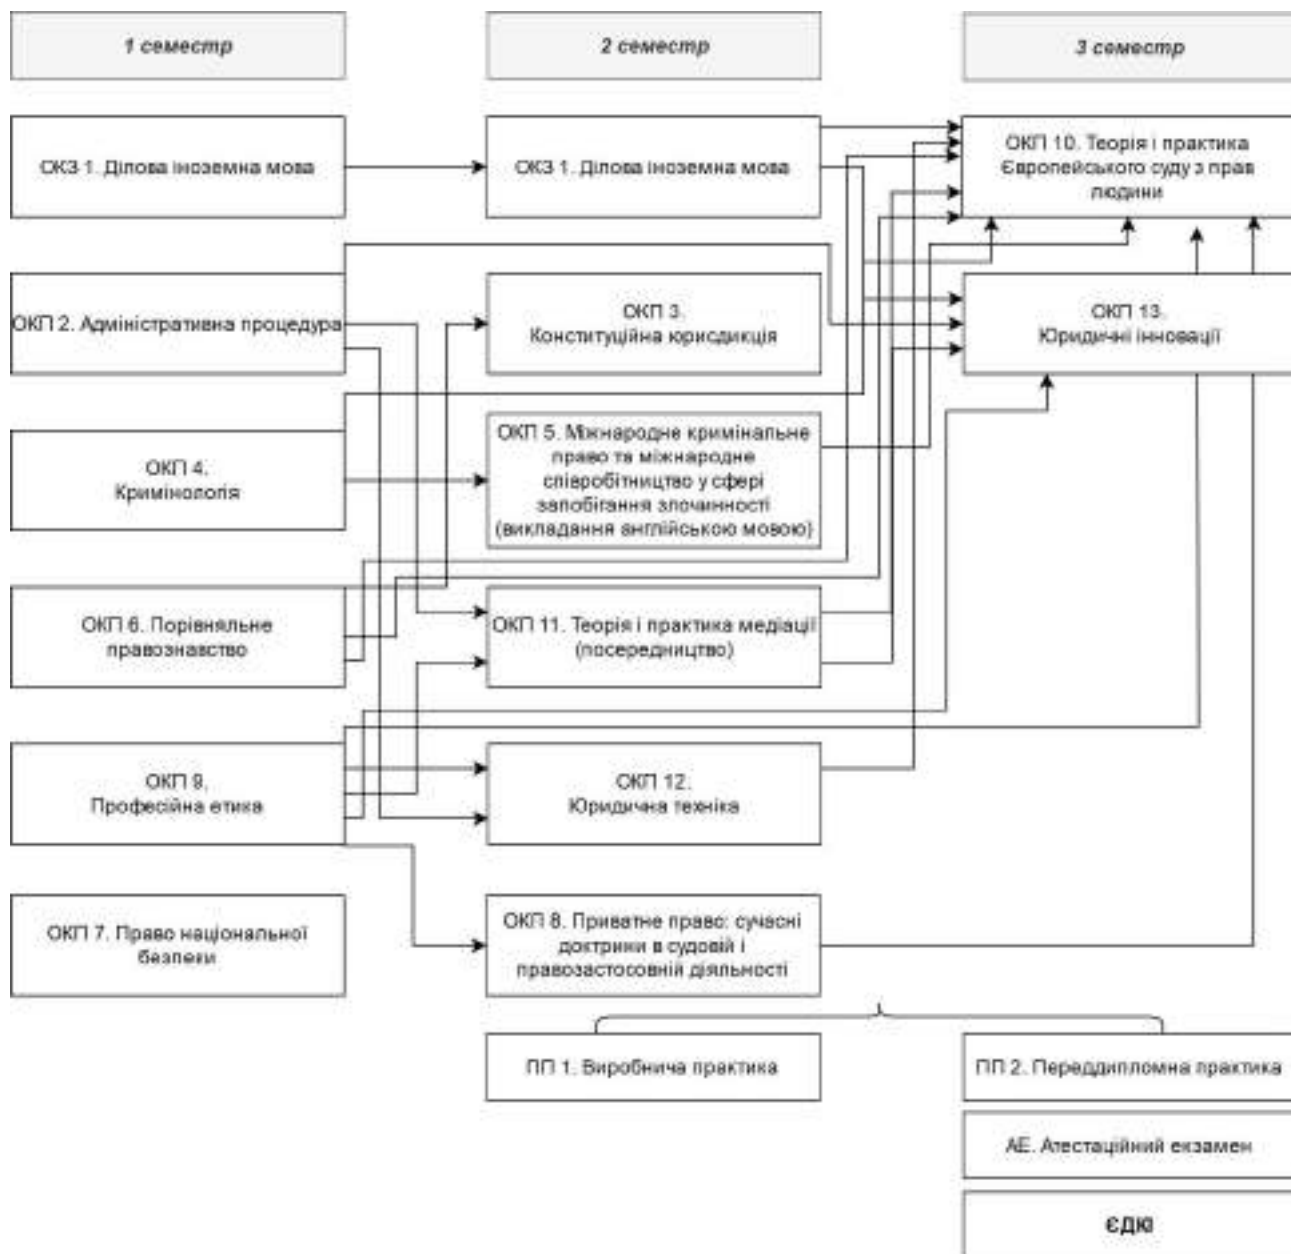 1 семестр
2 семестр
3 семестр
ОКЗ 1. Ділова іноземна мова
ОКЗ 1. Ділова іноземна мова
ОКП 10. Теорія і практика
Європейського суду з прав
людини
ОКП 2. Адміністративна процедура
ОКП 3.
Конституційна юрисдикція
ОКП 13.
Юридичні інновації
ОКП 4.
Кримінологія
ОКП 5. Міжнародне кримінальне
право та міжнародне
співробітництво у сфері
запобігання злочинності
(викладання англійською мовою)
ОКП 6. Порівняльне
правознавство
ОКП 11. Теорія і практика медіації
(посередництво)
ОКП 9.
Професійна етика
ОКП 12.
Юридична техніка
ОКП 7. Право національної
безпеки
ОКП 8. Приватне право: сучасні
доктрини в судовій і
правозастосовній діяльності
ПП 1. Виробнича практика
ПП 2. Переддипломна практика
АЕ. Атестаційний екзамен
ЄДКІ